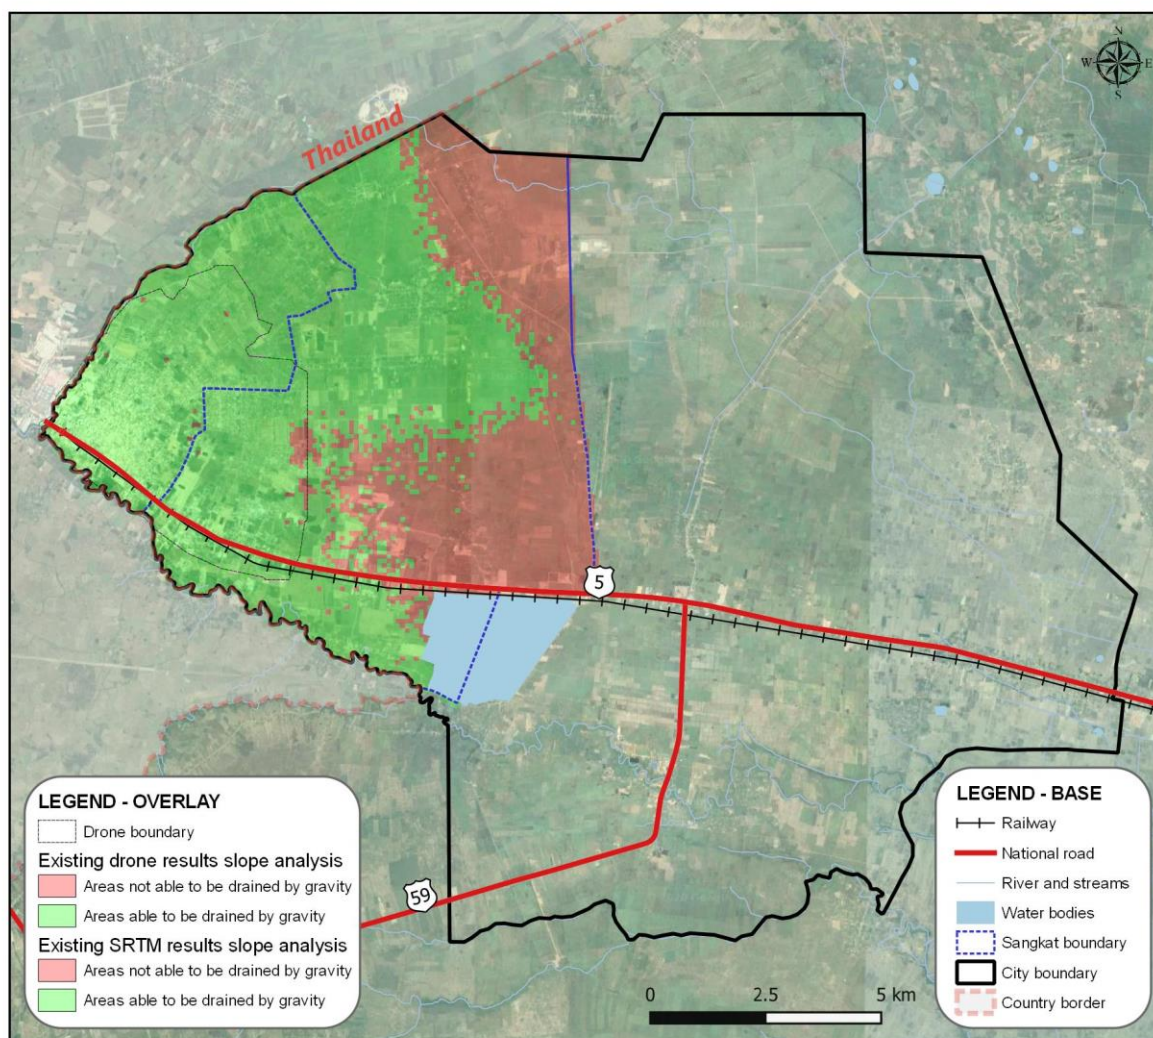 N
W E
S
Thailand
5
59
LEGEND - OVERLAY
Drone boundary
Existing drone results slope analysis
Areas not able to be drained by gravity
Areas able to be drained by gravity
Existing SRTM results slope analysis
Areas not able to be drained by gravity
Areas able to be drained by gravity
0 2.5 5 km
LEGEND - BASE
Railway
National road
River and streams
Water bodies
Sangkat boundary
City boundary
Country border